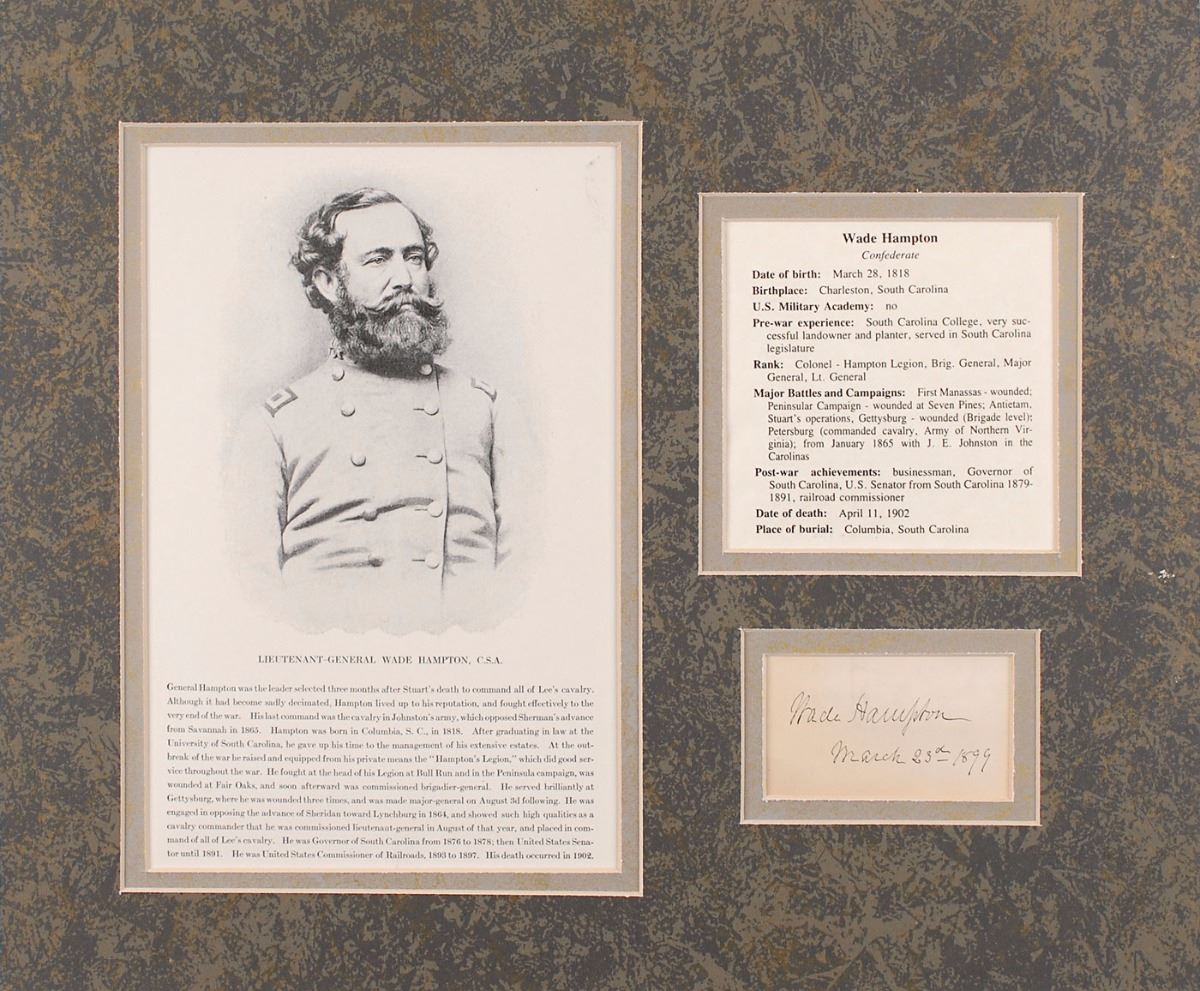 LIEUTENANT-GENERAL WADE HAMPTON, C.S.A.
General Hampton was the leader selected three months after Stuart's death to command all of Lee's cavalry.
Although it had become sadly decimated, Hampton lived up to his reputation, and fought effectively to the
very end of the war. His last command was the cavalry in Johnston's army, which opposed Sherman's advance
from Savannah in 1865. Hampton was born in Columbia, S. C., in 1818. After graduating in law at the
University of South Carolina, he gave up his time to the management of his extensive estates. At the out-
break of the war he raised and equipped from his private means the "Hampton's Legion," which did good ser-
vice throughout the war. He fought at the head of his Legion at Bull Run and in the Peninsula campaign, was
wounded at Fair Oaks, and soon afterward was commissioned brigadier-general. He served brilliantly at
Gettysburg, where he was wounded three times, and was made major-general on August 3d following. He was
engaged in opposing the advance of Sheridan toward Lynchburg in 1864, and showed such high qualities as a
cavalry commander that he was commissioned lieutenant-general in August of that year, and placed in com-
mand of all of Lee's cavalry. He was Governor of South Carolina from 1876 to 1878; then United States Sena-
tor until 1891. He was United States Commissioner of Railroads, 1893 to 1897. His death occurred in 1902.
Wade Hampton
Confederate
Date of birth: March 28, 1818
Birthplace: Charleston, South Carolina
U.S. Military Academy: no
Pre-war experience: South Carolina College, very suc-
cessful landowner and planter, served in South Carolina
legislature
Rank: Colonel - Hampton Legion, Brig. General, Major
General, Lt. General
Major Battles and Campaigns: First Manassas - wounded;
Peninsular Campaign - wounded at Seven Pines; Antietam,
Stuart's operations, Gettysburg - wounded (Brigade level);
Petersburg (commanded cavalry, Army of Northern Vir-
ginia); from January 1865 with J. E. Johnston in the
Carolinas
Post-war achievements: businessman, Governor of
South Carolina, U.S. Senator from South Carolina 1879-
1891, railroad commissioner
Date of death: April 11, 1902
Place of burial: Columbia, South Carolina
Wade Hampton
March 23d 1899